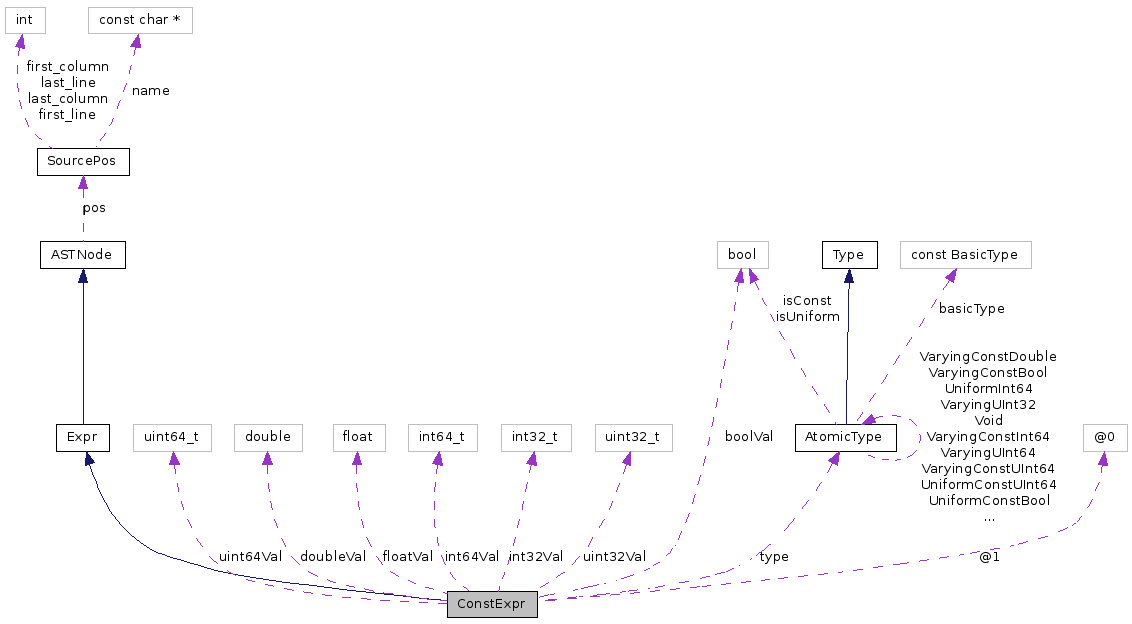 int
const char *
first_column
last_line
last_column
first_line
name
SourcePos
pos
ASTNode
bool
Type
const BasicType
isConst
isUniform
basicType
VaryingConstDouble
VaryingConstBool
UniformInt64
VaryingUInt32
Void
VaryingConstInt64
VaryingUInt64
VaryingConstUInt64
UniformConstUInt64
UniformConstBool
...
Expr
uint64_t
double
float
int64_t
int32_t
uint32_t
boolVal
AtomicType
@0
uint64Val
doubleVal
floatVal
int64Val
int32Val
uint32Val
type
@1
ConstExpr